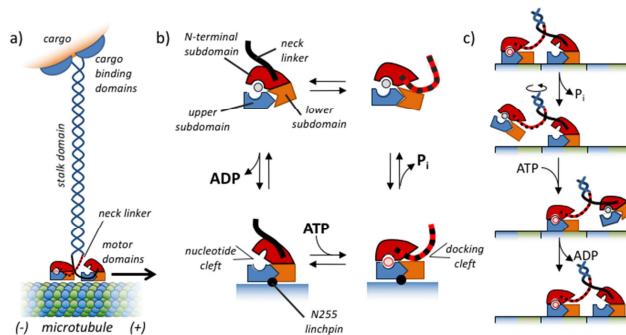 a)
cargo
cargo
binding
domains
stalk domain
neck linker
motor
domains
(-) microtubule (+)
b)
N-terminal
subdomain
neck
linker
upper
subdomain
lower
subdomain
ADP
Pi
ATP
nucleotide
cleft
docking
cleft
N255
linchpin
c)
Pi
ATP
ADP